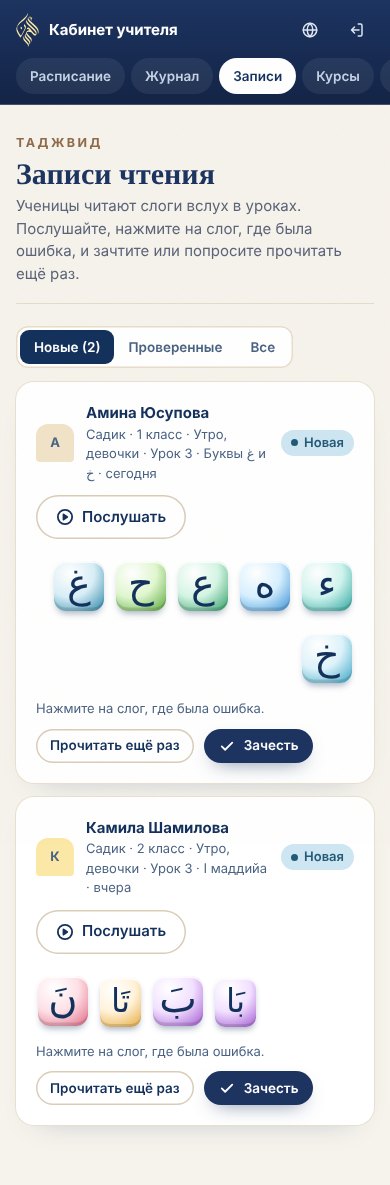 Кабинет учителя
Расписание Журнал Записи Курсы
ТАДЖВИД
Записи чтения
Ученицы читают слоги вслух в уроках.
Послушайте, нажмите на слог, где была
ошибка, и зачтите или попросите прочитать
ещё раз.
Новые (2) Проверенные Все
А
Амина Юсупова
Садик · 1 класс · Утро,
девочки · Урок 3 · Буквы غ и
خ · сегодня
Новая
Послушать
ء ه ع ح غ
خ
Нажмите на слог, где была ошибка.
Прочитать ещё раз Зачесть
К
Камила Шамилова
Садик · 2 класс · Утро,
девочки · Урок 3 · ا маддийа
· вчера
Новая
Послушать
بَا بَ تَا نَ
Нажмите на слог, где была ошибка.
Прочитать ещё раз Зачесть